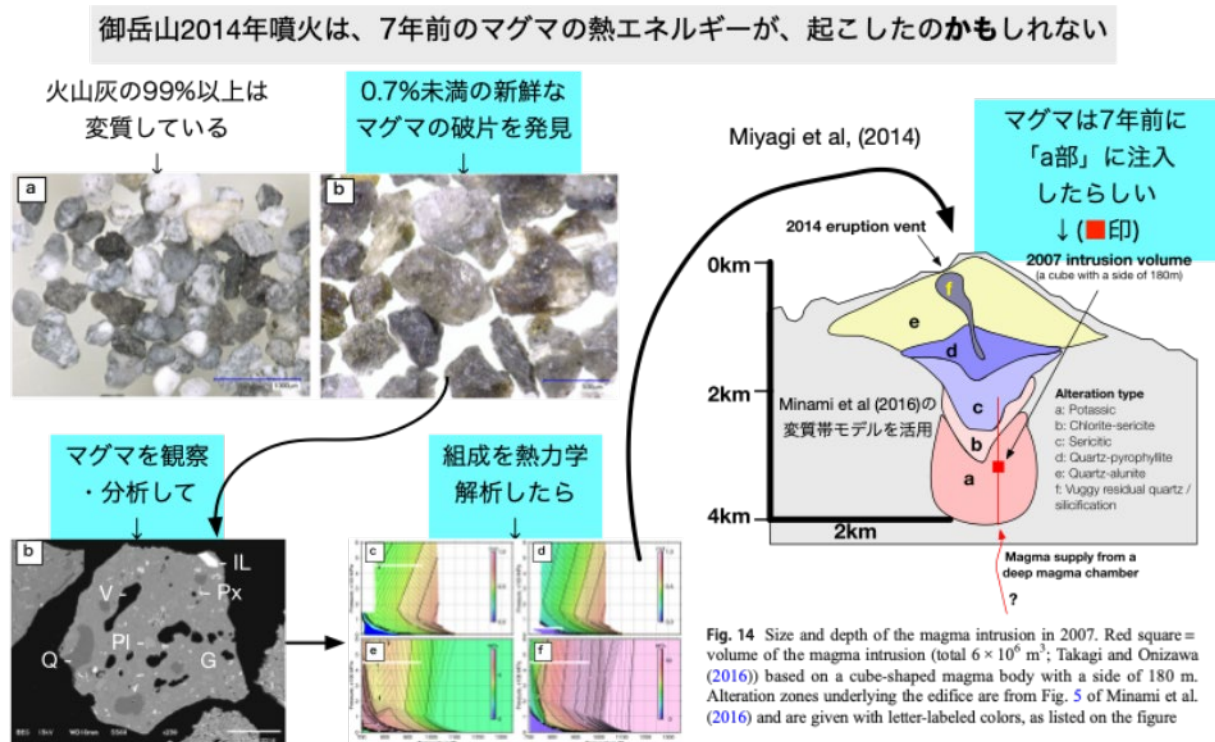 御岳山2014年噴火は、7年前のマグマの熱エネルギーが、起こしたのかもしれない
火山灰の99%以上は
変質している
↓
0.7%未満の新鮮な
マグマの破片を発見
↓
a
b
マグマを観察
・分析して
↓
組成を熱力学
解析したら
↓
b
IL
V
Px
Pl
Q
G
c
d
e
f
Miyagi et al, (2014)
マグマは7年前に
「a部」に注入
したらしい
↓(■印)
2014 eruption vent
2007 intrusion volume
(a cube with a side of 180m)
0km
2km
4km
f
e
d
c
b
a
Minami et al (2016)の
変質帯モデルを活用
Alteration type
a: Potassic
b: Chlorite-sericite
c: Sericitic
d: Quartz-pyrophyllite
e: Quartz-alunite
f: Vuggy residual quartz /
silicification
2km
Magma supply from a
deep magma chamber
?
Fig. 14 Size and depth of the magma intrusion in 2007. Red square =
volume of the magma intrusion (total 6 × 10⁶ m³; Takagi and Onizawa
(2016)) based on a cube-shaped magma body with a side of 180 m.
Alteration zones underlying the edifice are from Fig. 5 of Minami et al.
(2016) and are given with letter-labeled colors, as listed on the figure